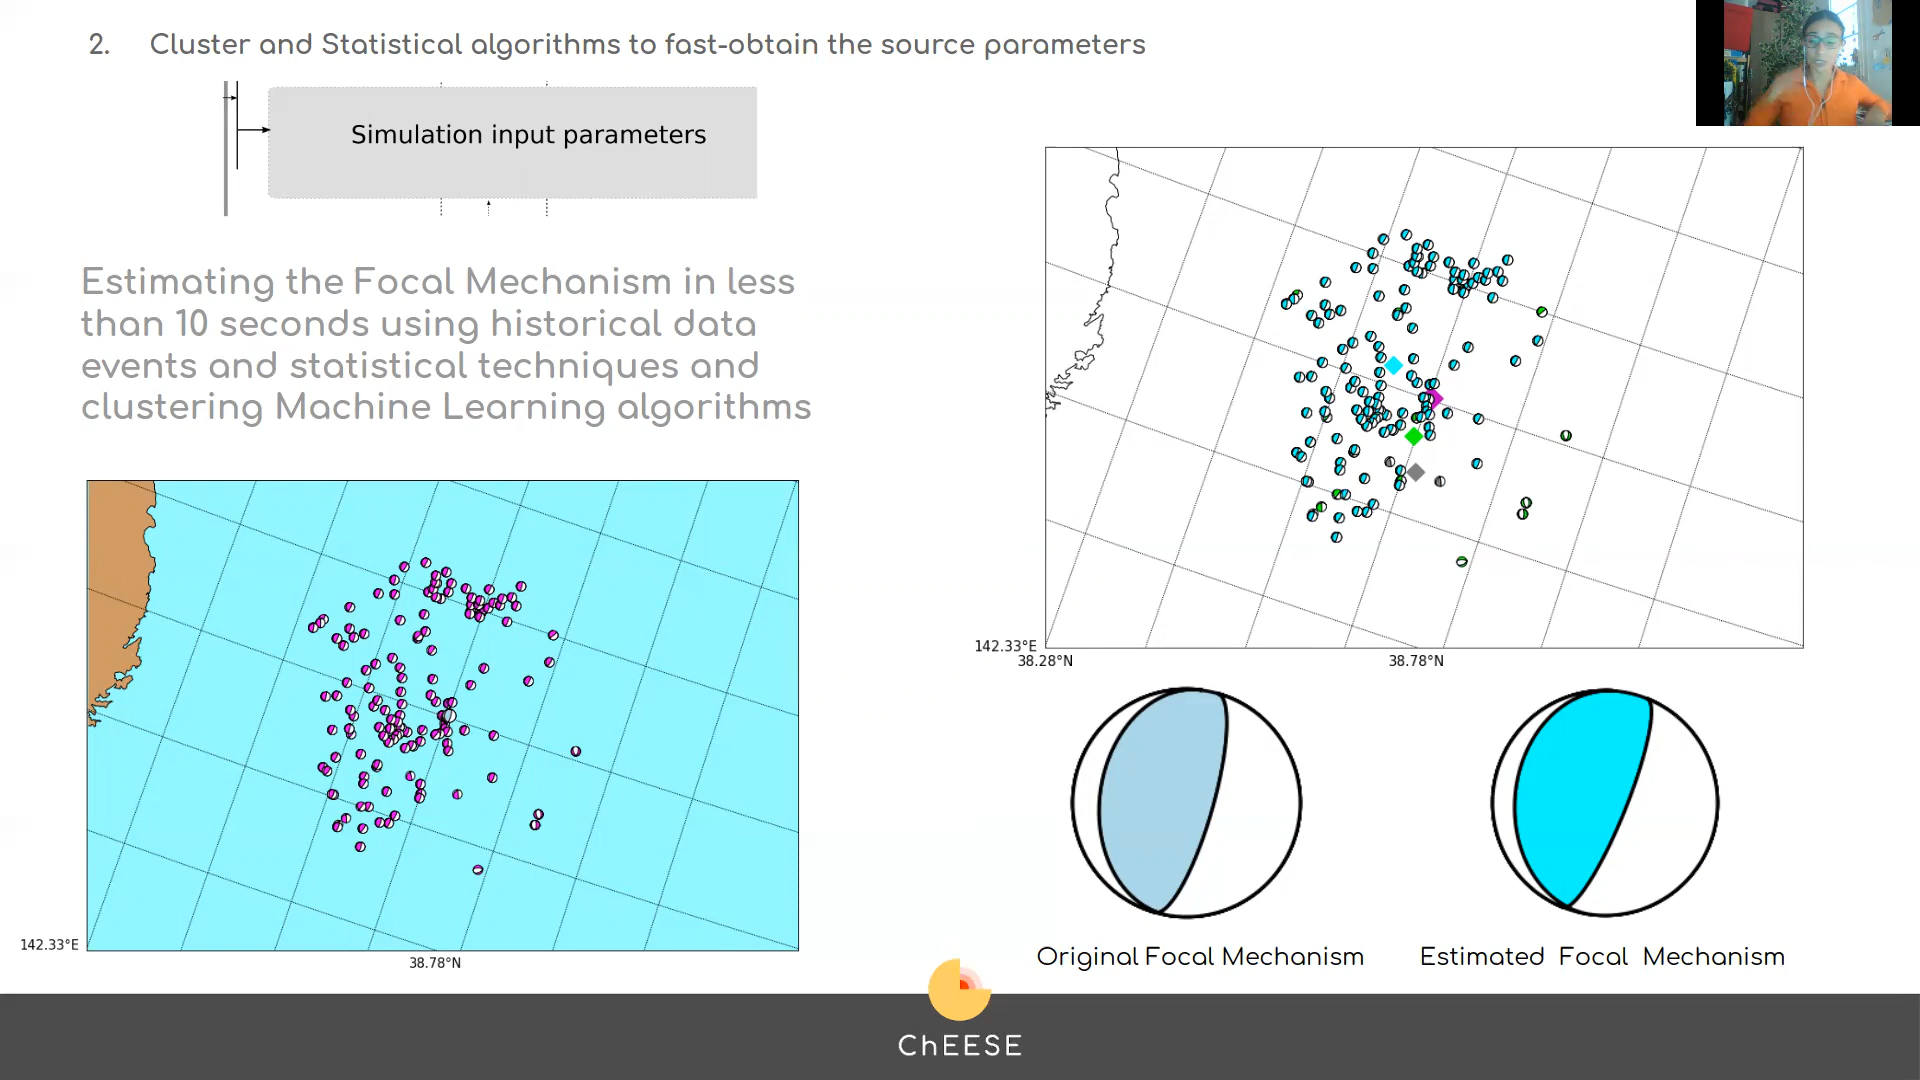 2. Cluster and Statistical algorithms to fast-obtain the source parameters
Simulation input parameters
Estimating the Focal Mechanism in less
than 10 seconds using historical data
events and statistical techniques and
clustering Machine Learning algorithms
142.33°E
38.78°N
142.33°E
38.28°N
38.78°N
Original Focal Mechanism
Estimated Focal Mechanism
ChEESE